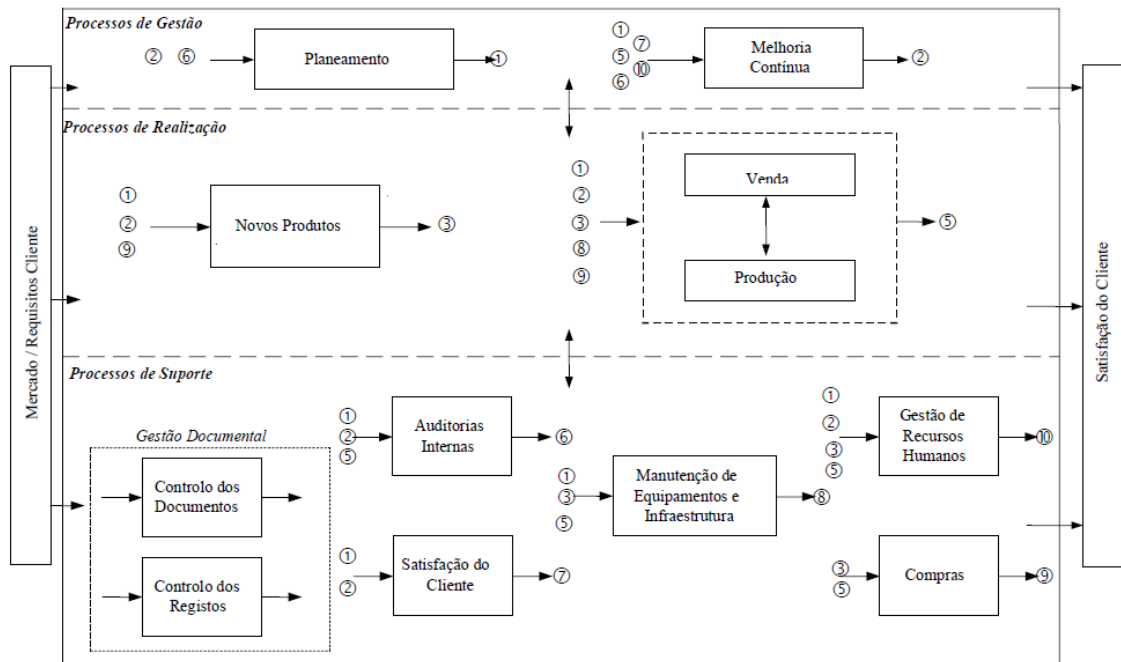 Processos de Gestão
② ⑥
Planeamento
①
① ⑦
⑤ ⑩
⑥
Melhoria
Contínua
②
Mercado / Requisitos Cliente
Satisfação do Cliente
Processos de Realização
①
②
⑨
Novos Produtos
③
①
②
③
⑧
⑨
Venda
Produção
⑤
Processos de Suporte
Gestão Documental
Controlo dos
Documentos
Controlo dos
Registos
①
②
⑤
Auditorias
Internas
⑥
①
②
Satisfação do
Cliente
⑦
①
③
⑤
Manutenção de
Equipamentos e
Infraestrutura
⑧
①
②
③
⑤
Gestão de
Recursos
Humanos
⑩
③
⑤
Compras
⑨